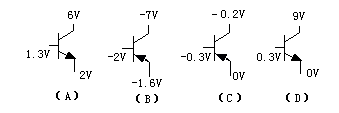 6V -7V -0.2V 9V
1.3V -2V -0.3V 0.3V
2V -1.6V 0V 0V
(A) (B) (C) (D)